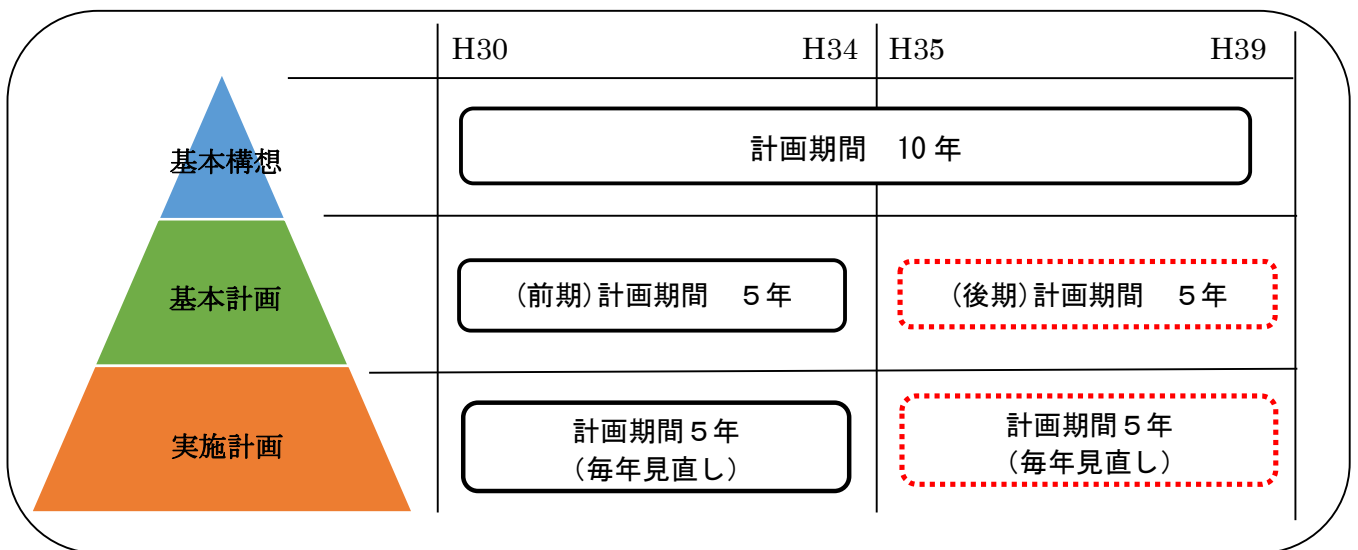 H30 H34 H35 H39
基本構想
計画期間　10 年
基本計画
(前期)計画期間　５年
(後期)計画期間　５年
実施計画
計画期間５年
（毎年見直し）
計画期間５年
（毎年見直し）